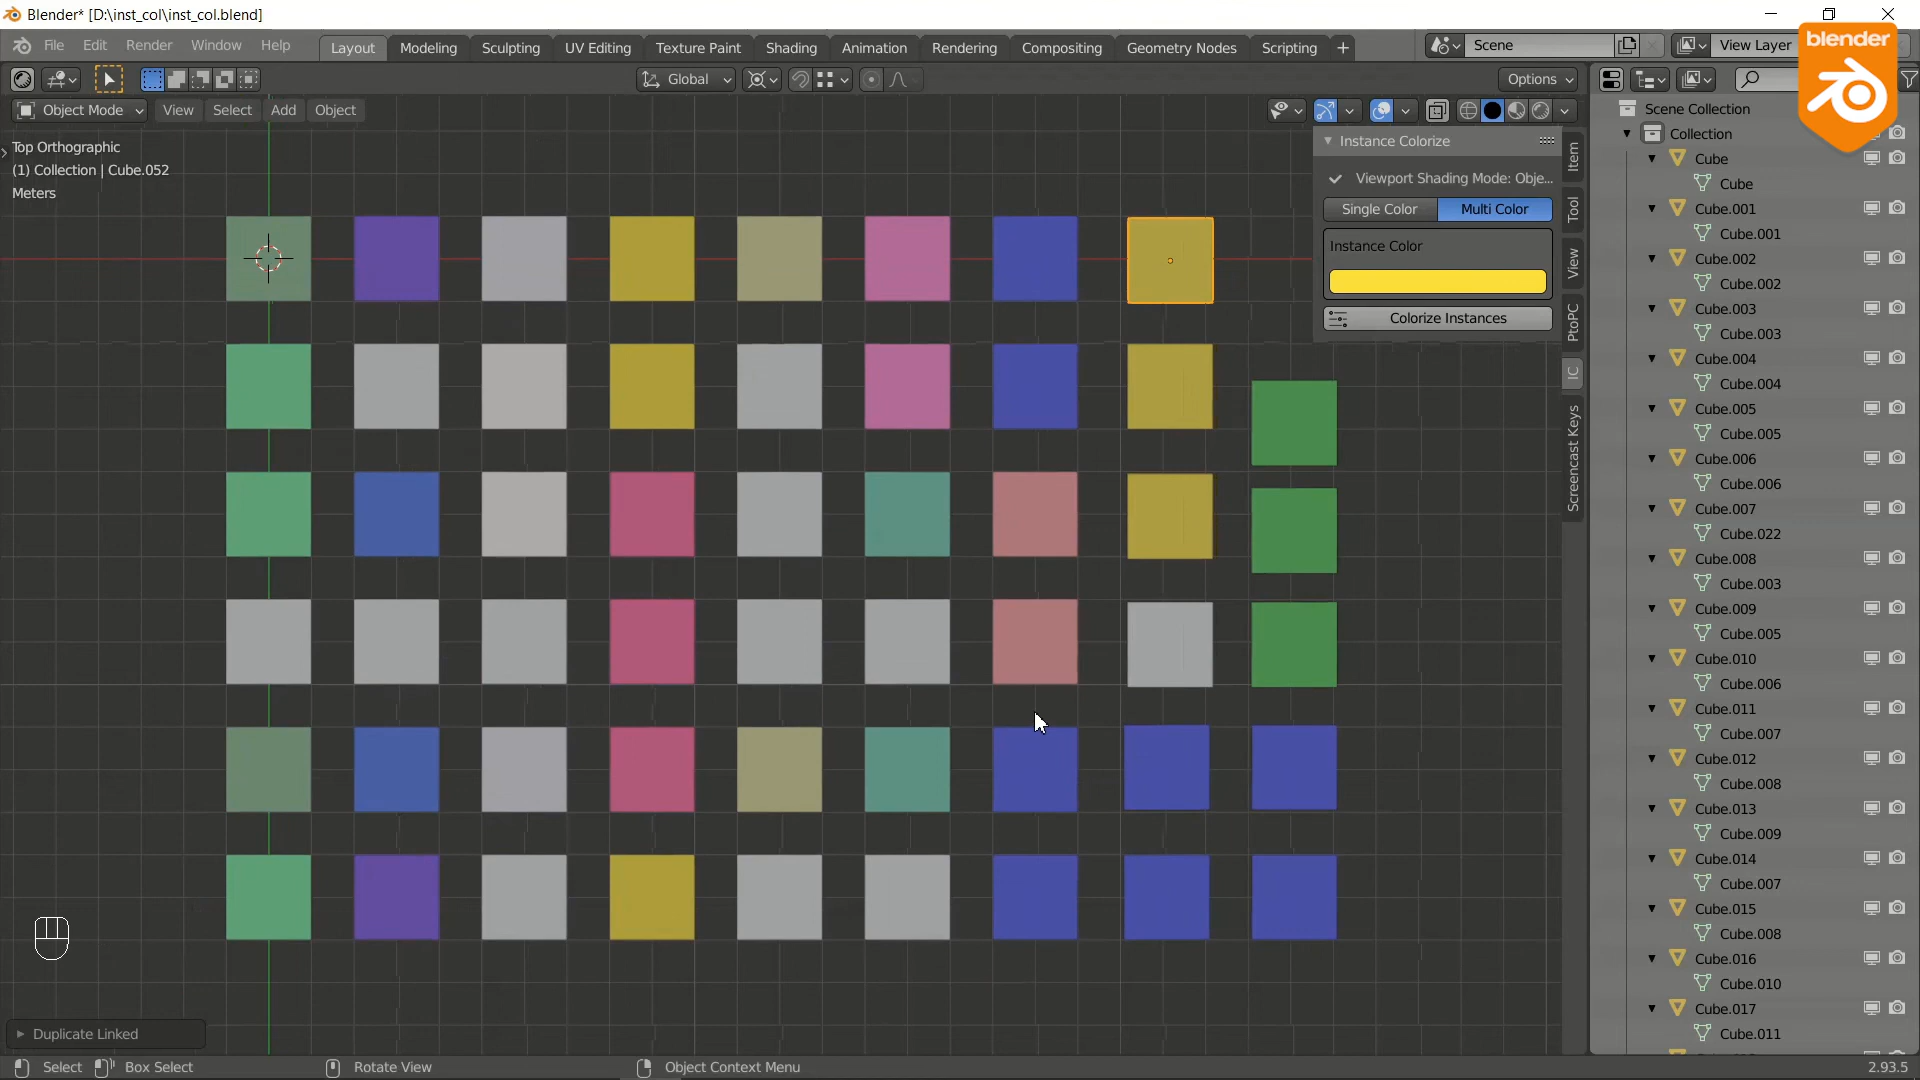 Blender* [D:\inst_col\inst_col.blend]
File Edit Render Window Help
Layout Modeling Sculpting UV Editing Texture Paint Shading Animation Rendering Compositing Geometry Nodes Scripting +
Scene
View Layer
blender
Global
Options
Object Mode View Select Add Object
Top Orthographic
(1) Collection | Cube.052
Meters
Instance Colorize
Viewport Shading Mode: Obje...
Single Color Multi Color
Instance Color
Colorize Instances
Item
Tool
View
PtoPC
IC
Screencast Keys
Scene Collection
Collection
Cube
Cube
Cube.001
Cube.001
Cube.002
Cube.002
Cube.003
Cube.003
Cube.004
Cube.004
Cube.005
Cube.005
Cube.006
Cube.006
Cube.007
Cube.022
Cube.008
Cube.003
Cube.009
Cube.005
Cube.010
Cube.006
Cube.011
Cube.007
Cube.012
Cube.008
Cube.013
Cube.009
Cube.014
Cube.007
Cube.015
Cube.008
Cube.016
Cube.010
Cube.017
Cube.011
Duplicate Linked
Select Box Select Rotate View Object Context Menu
2.93.5